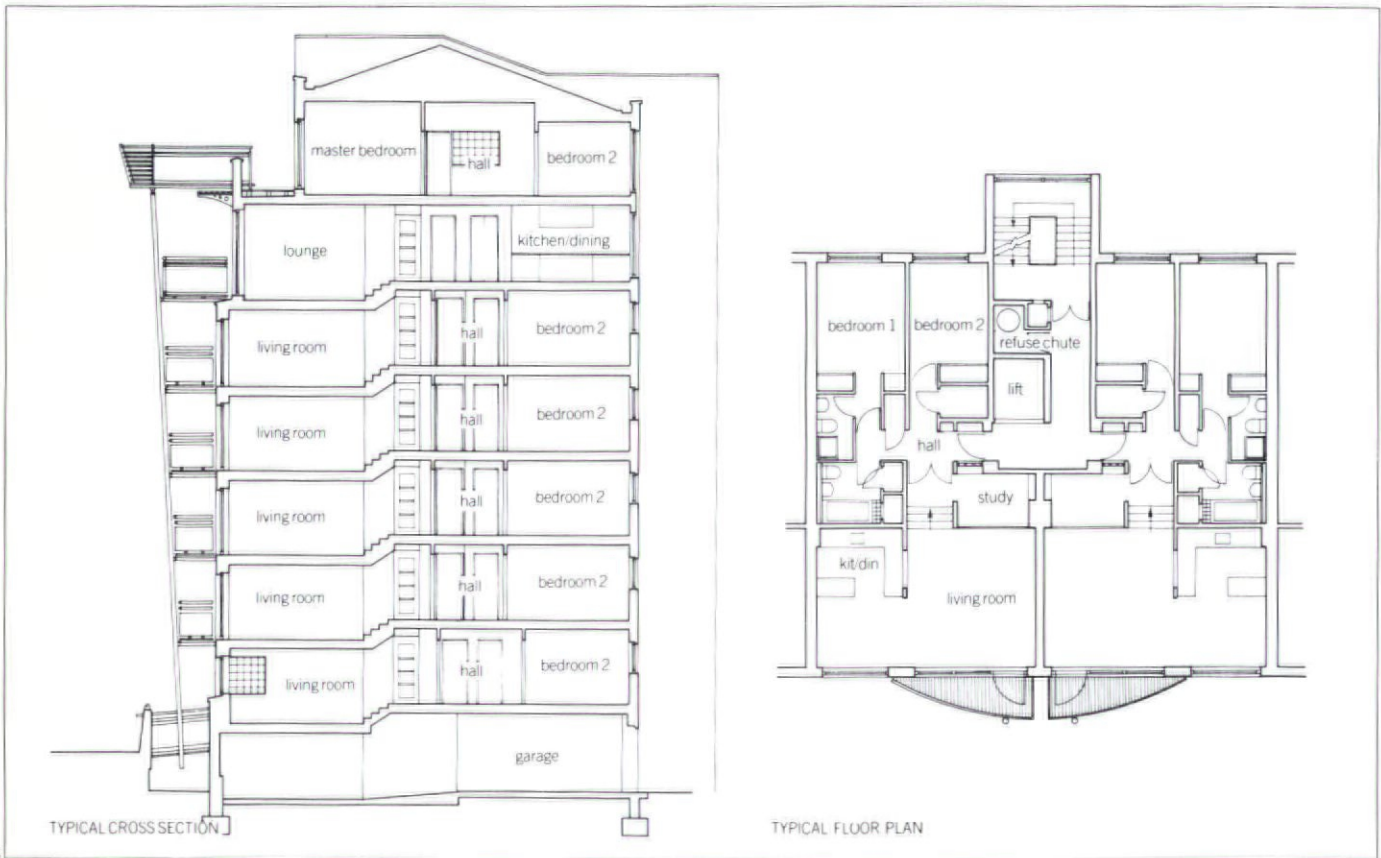 master bedroom
hall
bedroom 2
lounge
kitchen/dining
living room
hall
bedroom 2
living room
hall
bedroom 2
living room
hall
bedroom 2
living room
hall
bedroom 2
living room
hall
bedroom 2
garage
TYPICAL CROSS SECTION
bedroom 1
bedroom 2
refuse chute
lift
hall
study
kit/din
living room
TYPICAL FLOOR PLAN